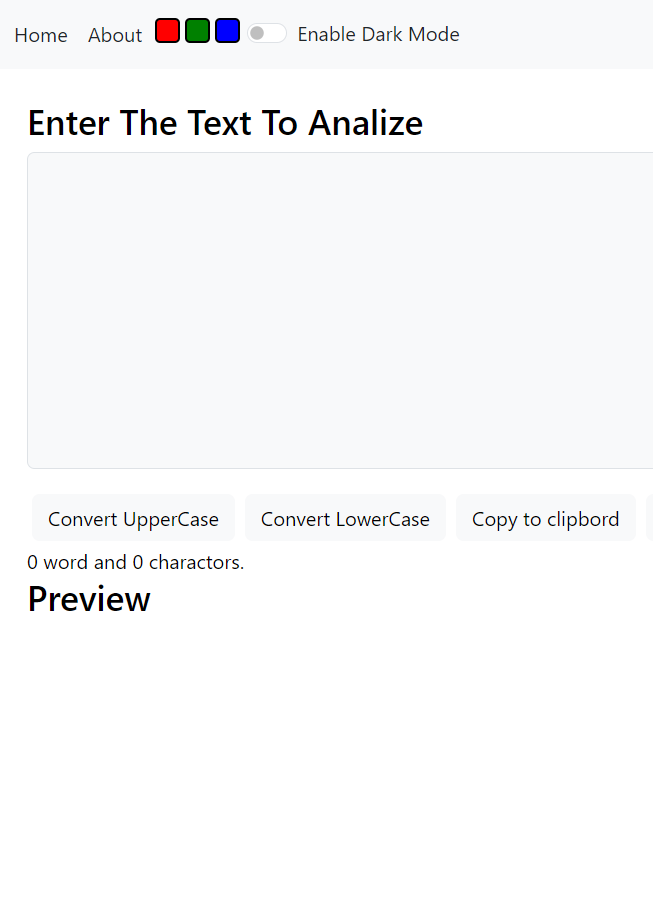 Home About Enable Dark Mode
Enter The Text To Analize
Convert UpperCase Convert LowerCase Copy to clipbord
0 word and 0 charactors.
Preview